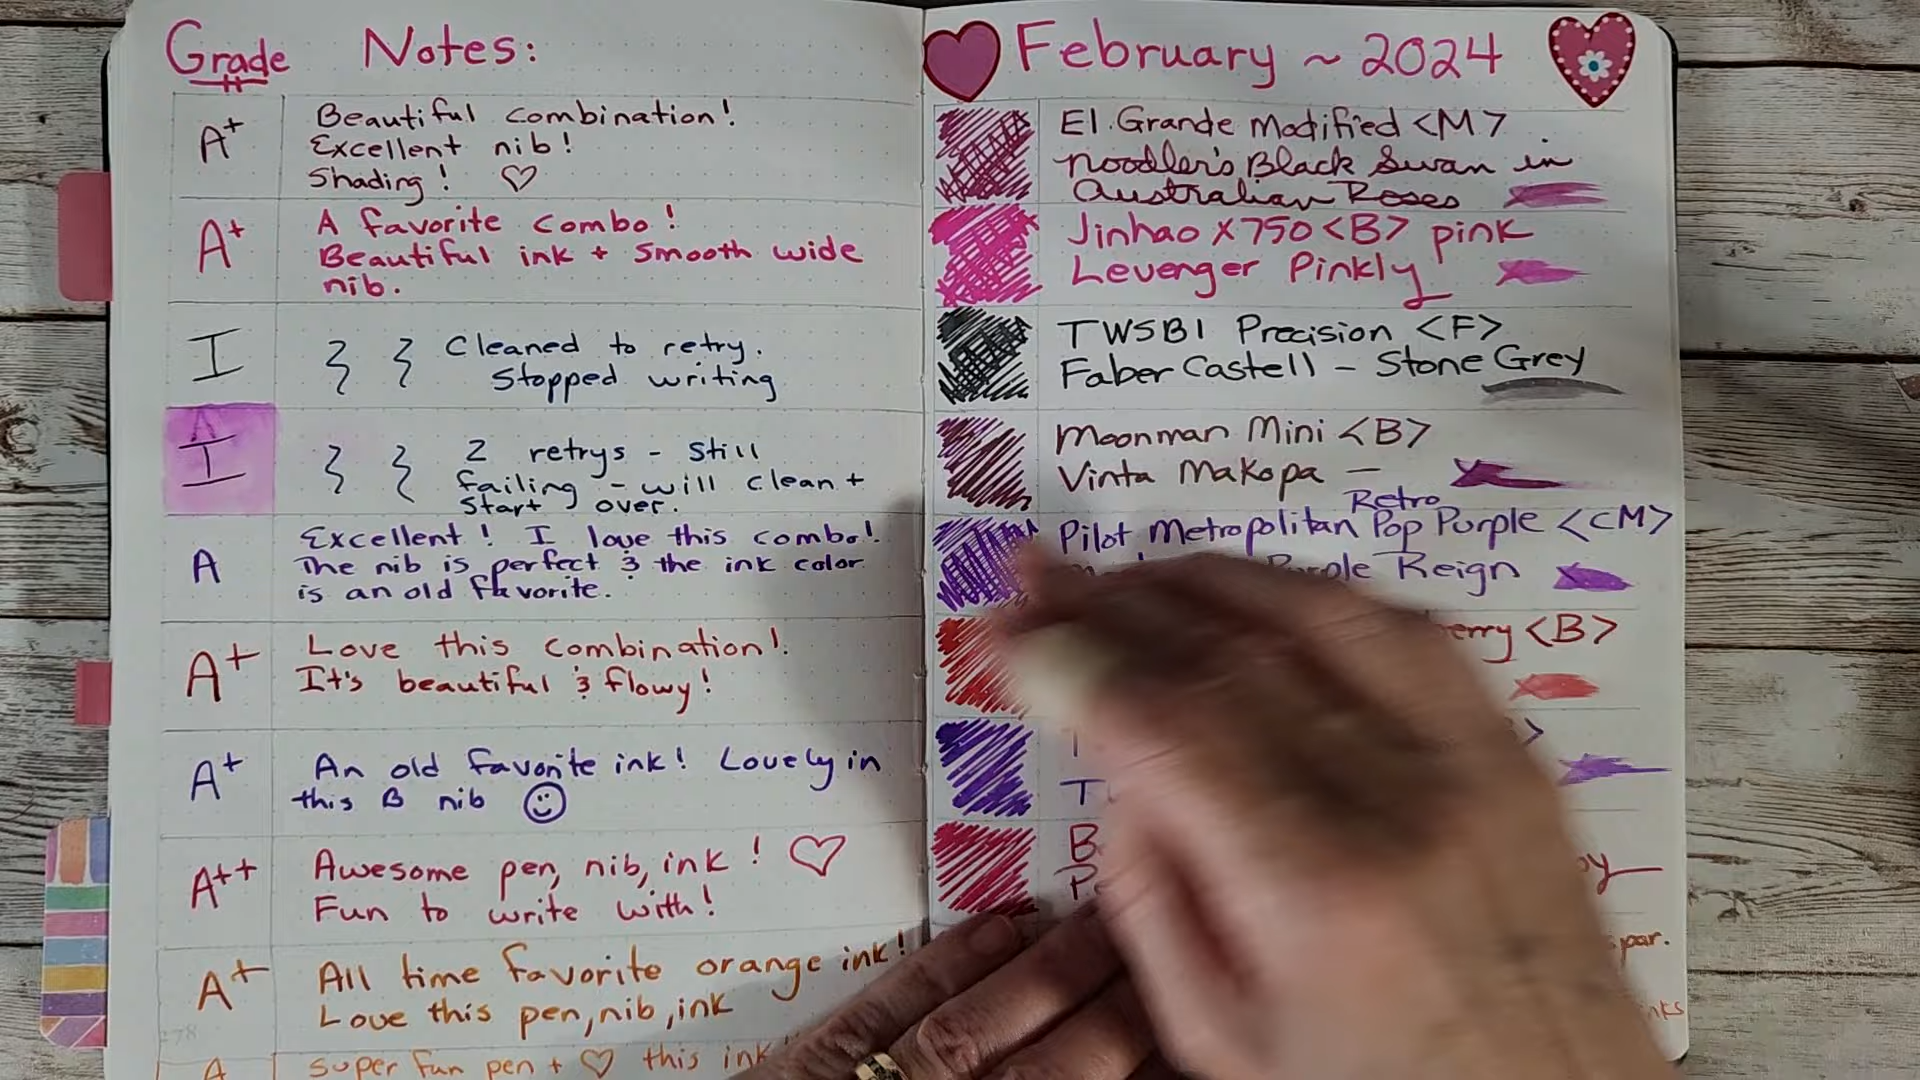 Grade Notes:
A+ Beautiful combination!
Excellent nib!
Shading! ♡
A+ A favorite combo!
Beautiful ink + smooth wide
nib.
I Cleaned to retry.
Stopped writing
A
I 2 retrys - still
failing - will clean +
start over.
A Excellent! I love this combo!
The nib is perfect & the ink color
is an old favorite.
A+ Love this combination!
It's beautiful & flowy!
A+ An old favorite ink! Lovely in
this B nib
A++ Awesome pen, nib, ink! ♡
Fun to write with!
A+ All time favorite orange ink!
Love this pen, nib, ink
78
A super fun pen + ♡ this ink
February ~ 2024
El Grande Modified <M>
Noodler's Black Swan in
Australian Roses
Jinhao x750 <B> pink
Levenger Pinkly
TWSBI Precision <F>
Faber Castell - Stone Grey
Moonman Mini <B>
Vinta Makopa -
Retro
Pilot Metropolitan Pop Purple <CM>
Purple Reign
<B>